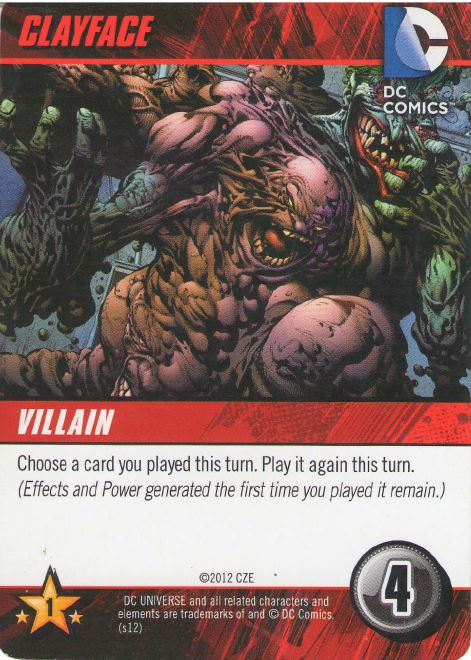 CLAYFACE
DC
COMICS™
VILLAIN
Choose a card you played this turn. Play it again this turn.
(Effects and Power generated the first time you played it remain.)
©2012 CZE
1
DC UNIVERSE and all related characters and
elements are trademarks of and © DC Comics.
(s12)
4